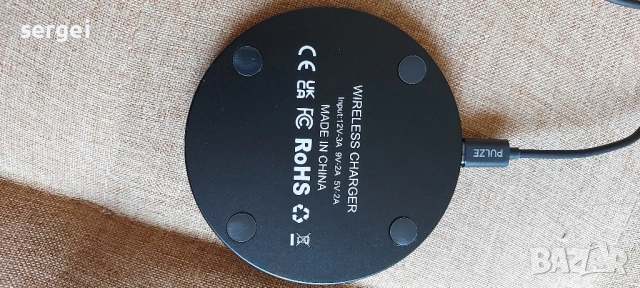 sergei
WIRELESS CHARGER
Input:12V-3A 9V-2A 5V-2A
MADE IN CHINA
FC RoHS
CE UK
CA
PULZE
BAZAR